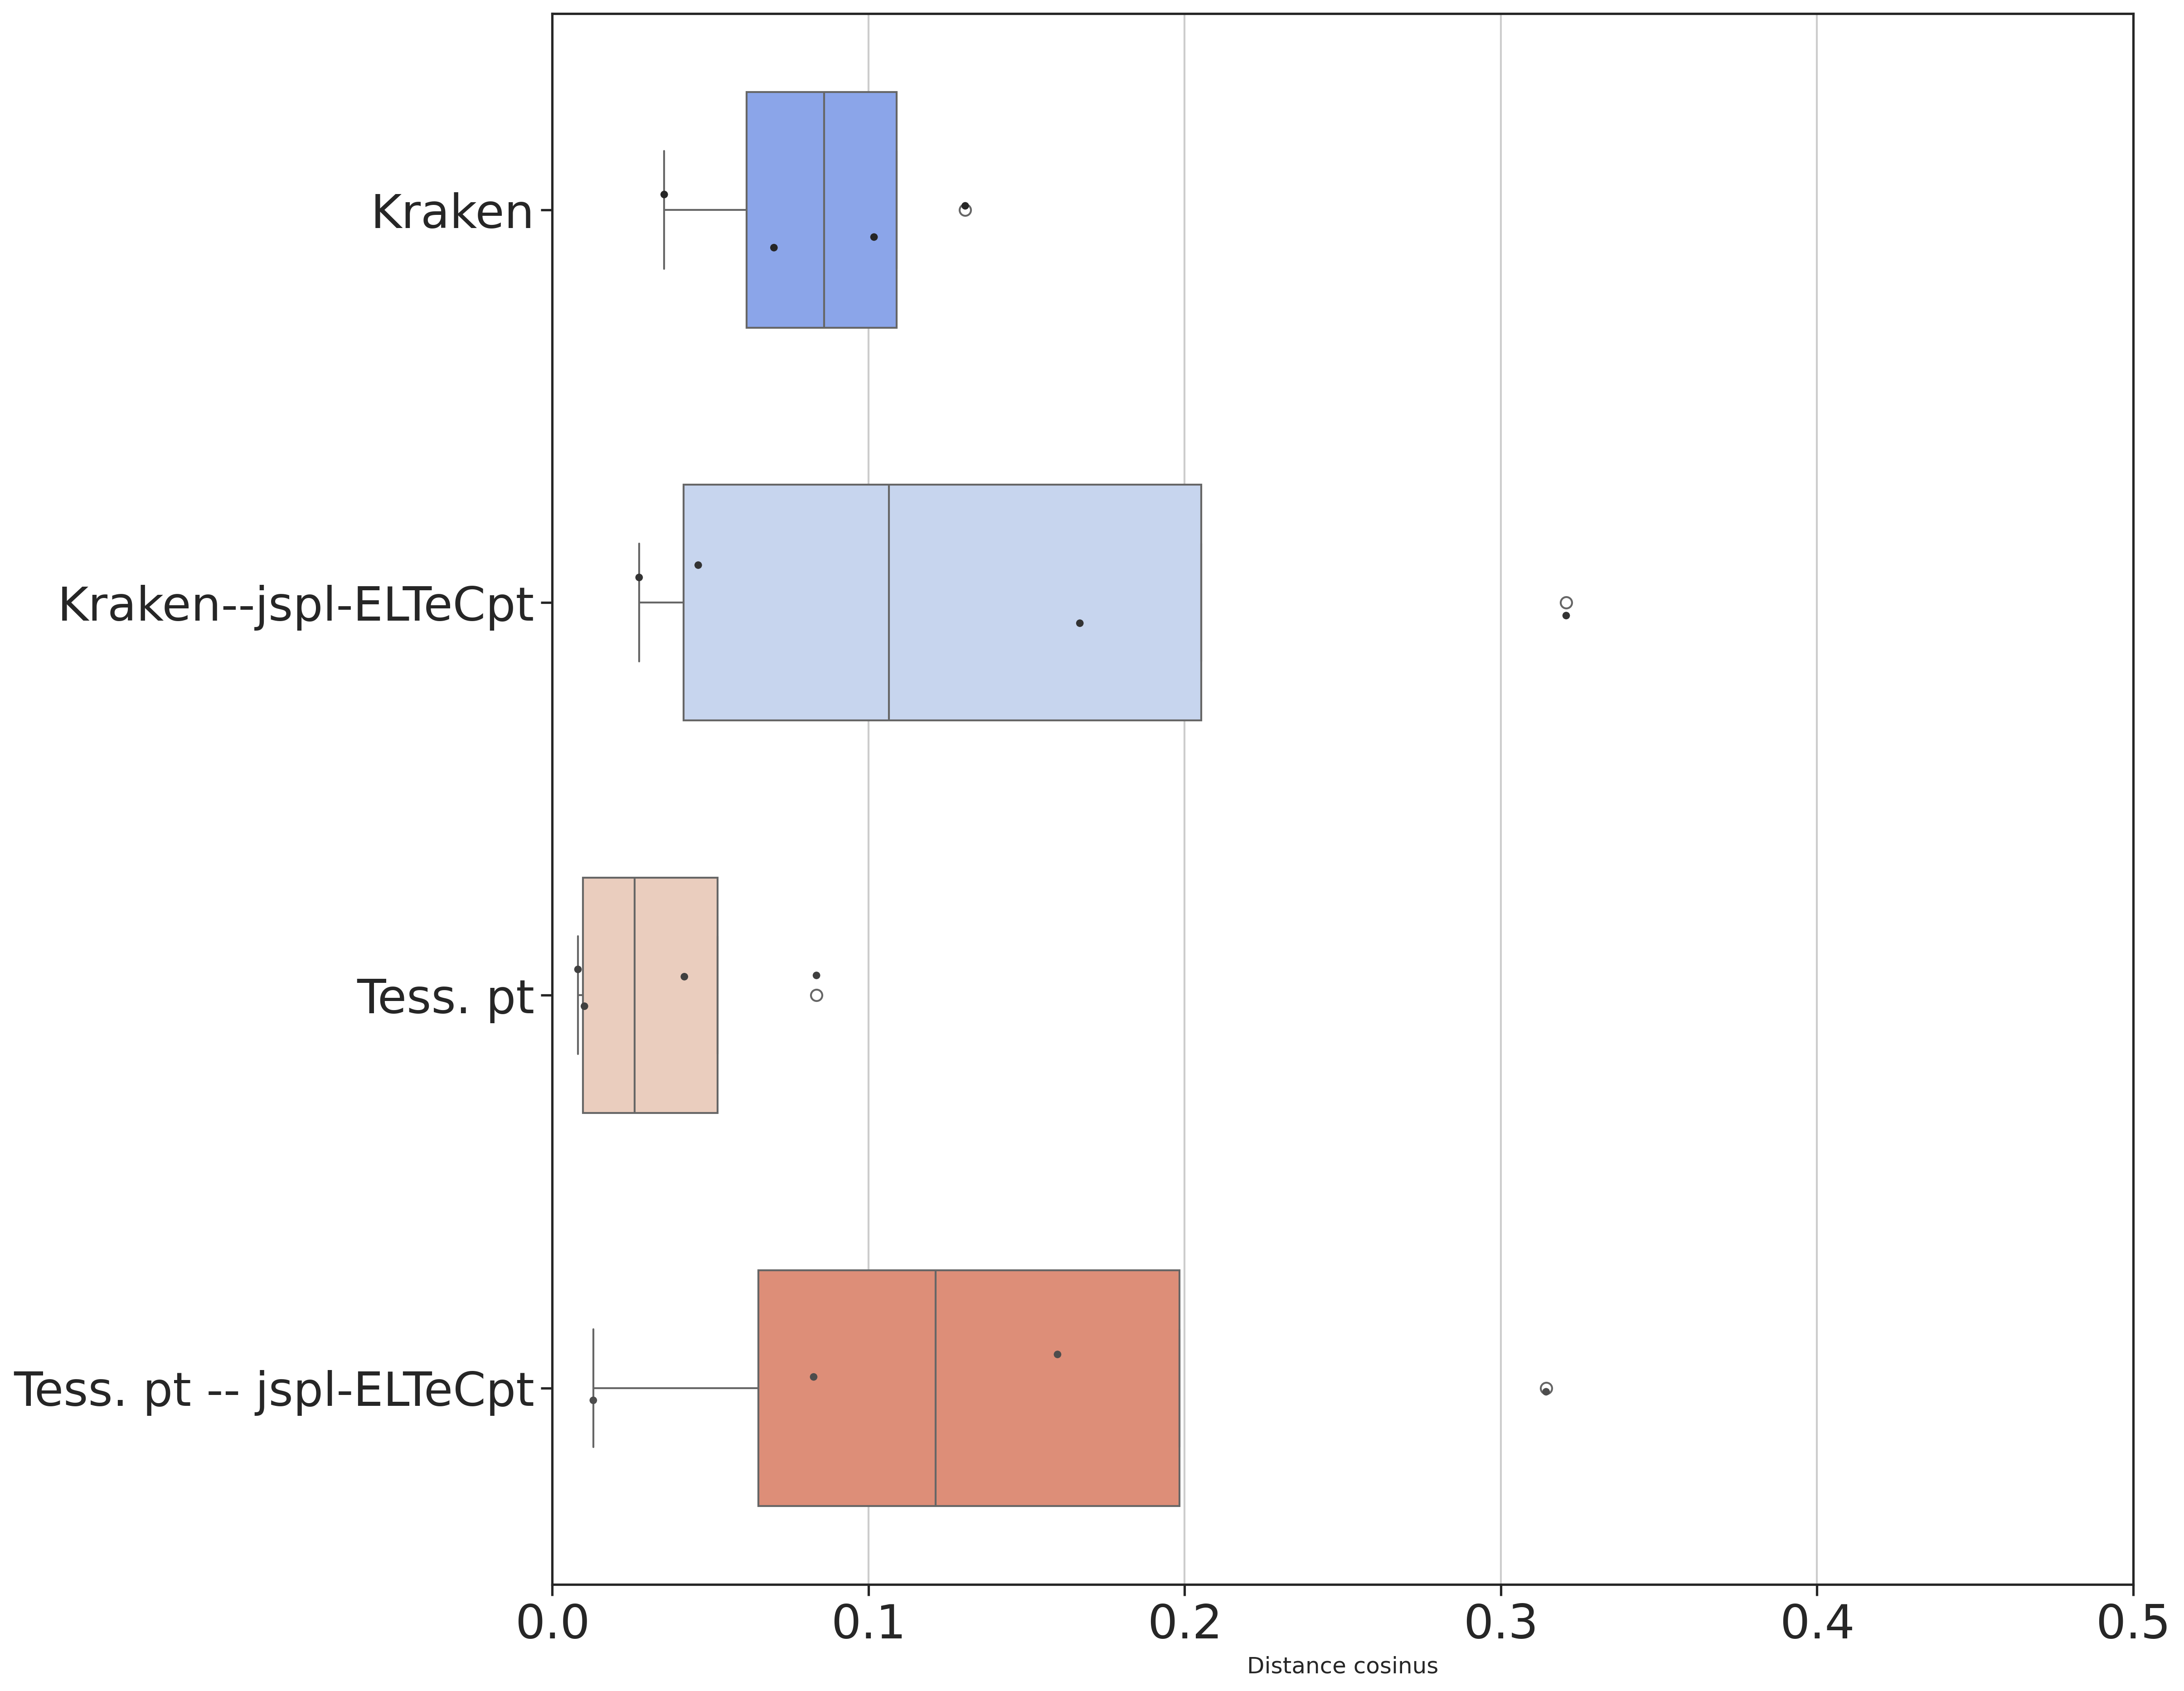 Kraken
Kraken--jspl-ELTeCpt
Tess. pt
Tess. pt -- jspl-ELTeCpt
0.0 0.1 0.2 0.3 0.4 0.5
Distance cosinus